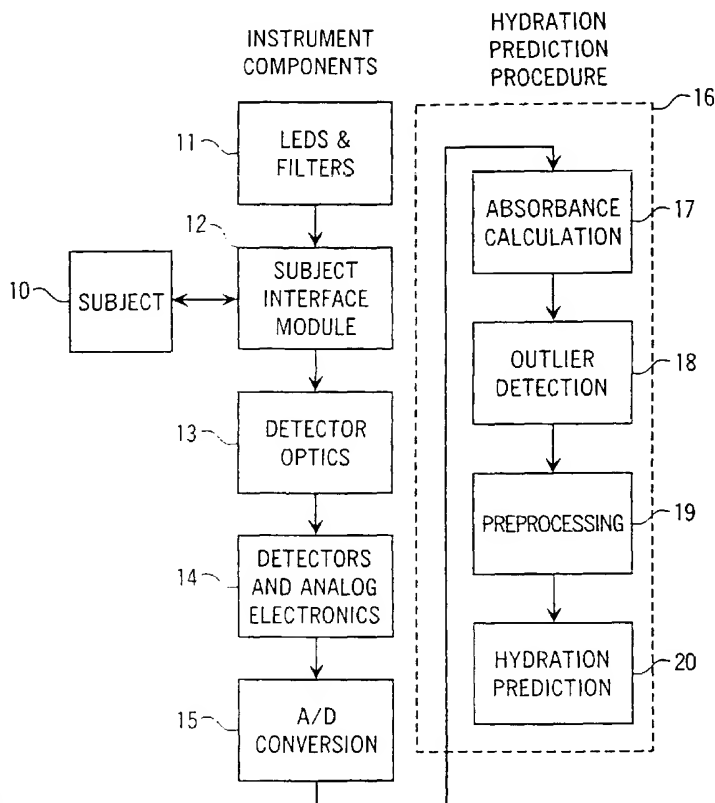 INSTRUMENT
COMPONENTS
11
LEDS &
FILTERS
12
SUBJECT
INTERFACE
MODULE
10
SUBJECT
13
DETECTOR
OPTICS
14
DETECTORS
AND ANALOG
ELECTRONICS
15
A/D
CONVERSION
HYDRATION
PREDICTION
PROCEDURE
16
ABSORBANCE
CALCULATION
17
OUTLIER
DETECTION
18
PREPROCESSING
19
HYDRATION
PREDICTION
20